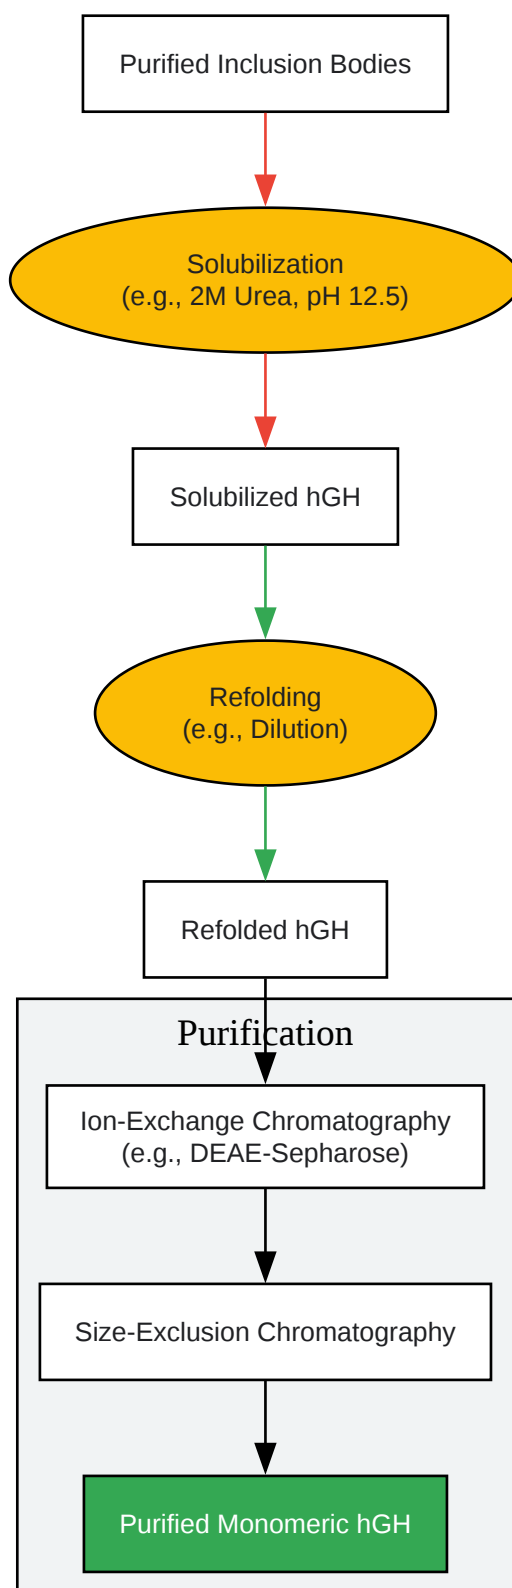 Purified Inclusion Bodies
Solubilization
(e.g., 2M Urea, pH 12.5)
Solubilized hGH
Refolding
(e.g., Dilution)
Refolded hGH
Purification
Ion-Exchange Chromatography
(e.g., DEAE-Sepharose)
Size-Exclusion Chromatography
Purified Monomeric hGH